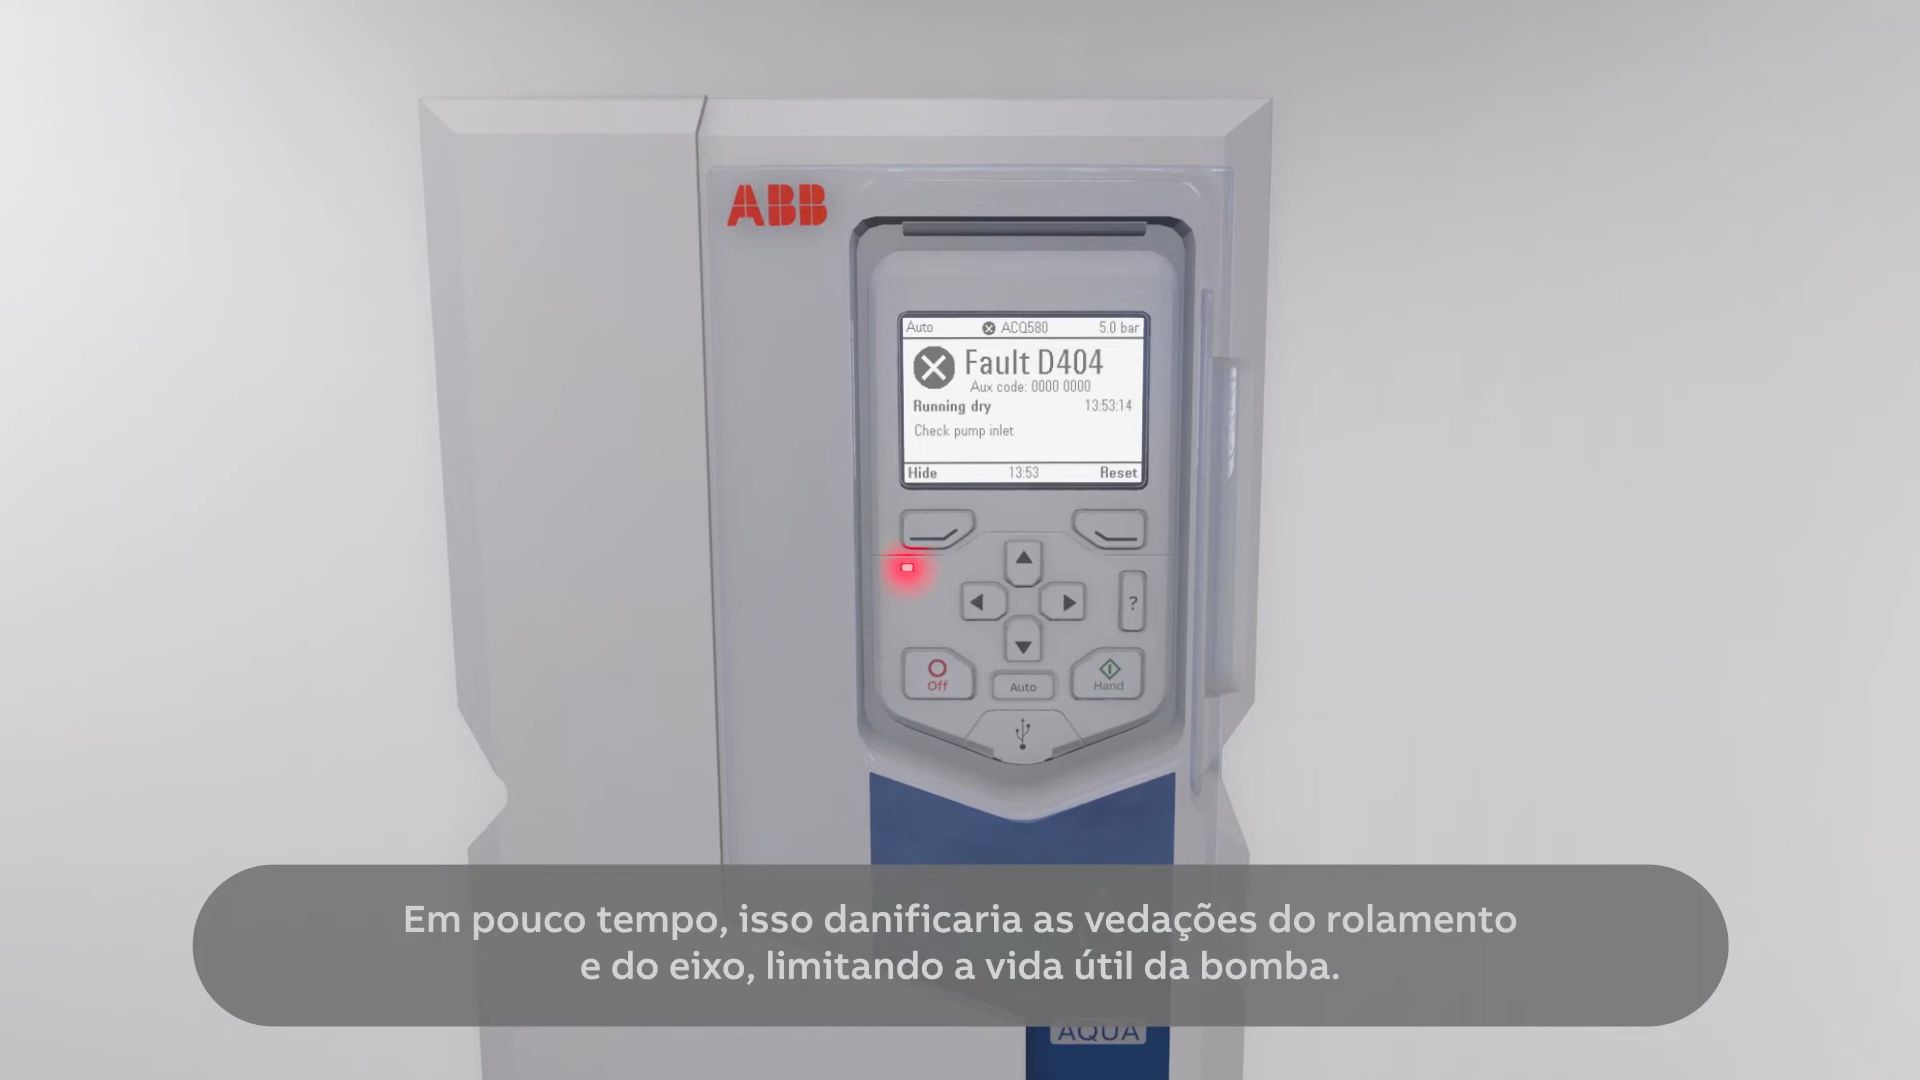 ABB
Auto ACQ580 5.0 bar
Fault D404
Aux code: 0000 0000
Running dry 13:53:14
Check pump inlet
Hide 13:53 Reset
?
Off Auto Hand
Em pouco tempo, isso danificaria as vedações do rolamento
e do eixo, limitando a vida útil da bomba.
AQUA